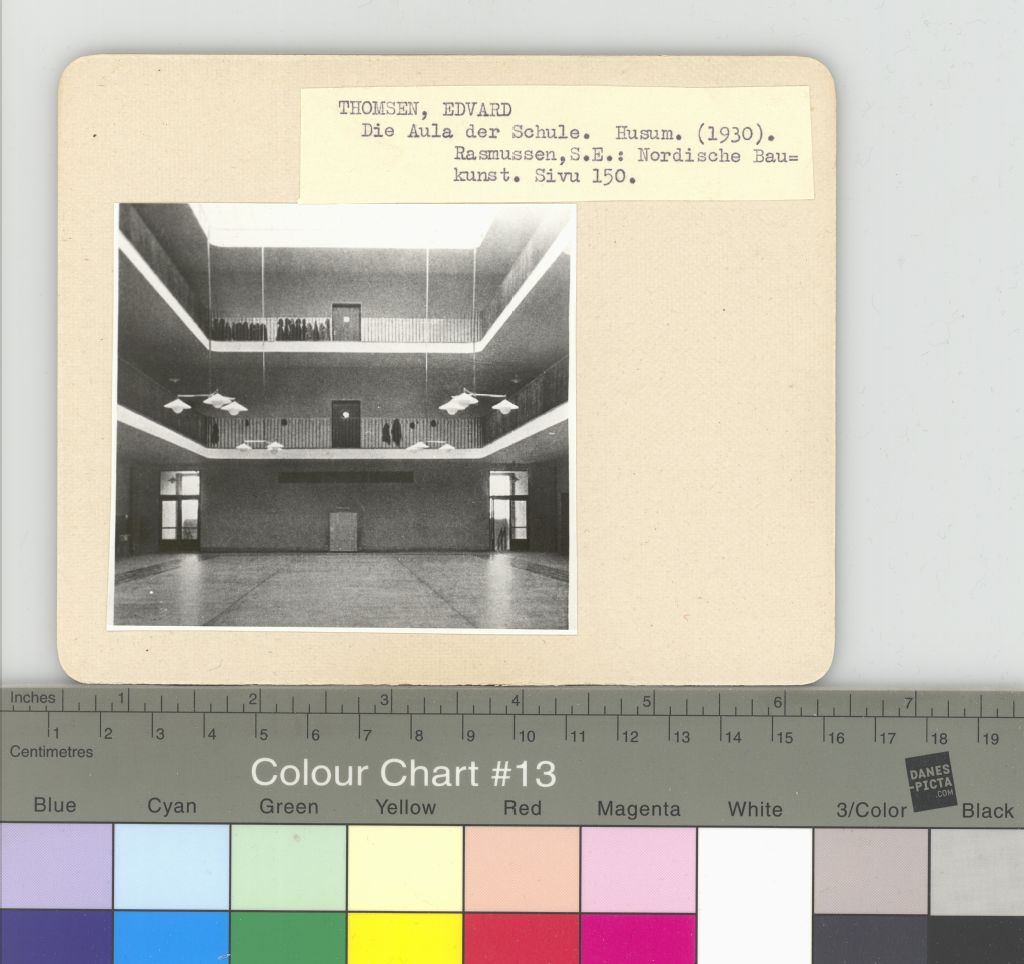 THOMSEN, EDVARD
Die Aula der Schule. Husum. (1930).
Rasmussen,S.E.: Nordische Bau=
kunst. Sivu 150.
Inches 1 2 3 4 5 6 7
1 2 3 4 5 6 7 8 9 10 11 12 13 14 15 16 17 18 19
Centimetres
Colour Chart #13
DANES
-PICTA
.COM
Blue Cyan Green Yellow Red Magenta White 3/Color Black